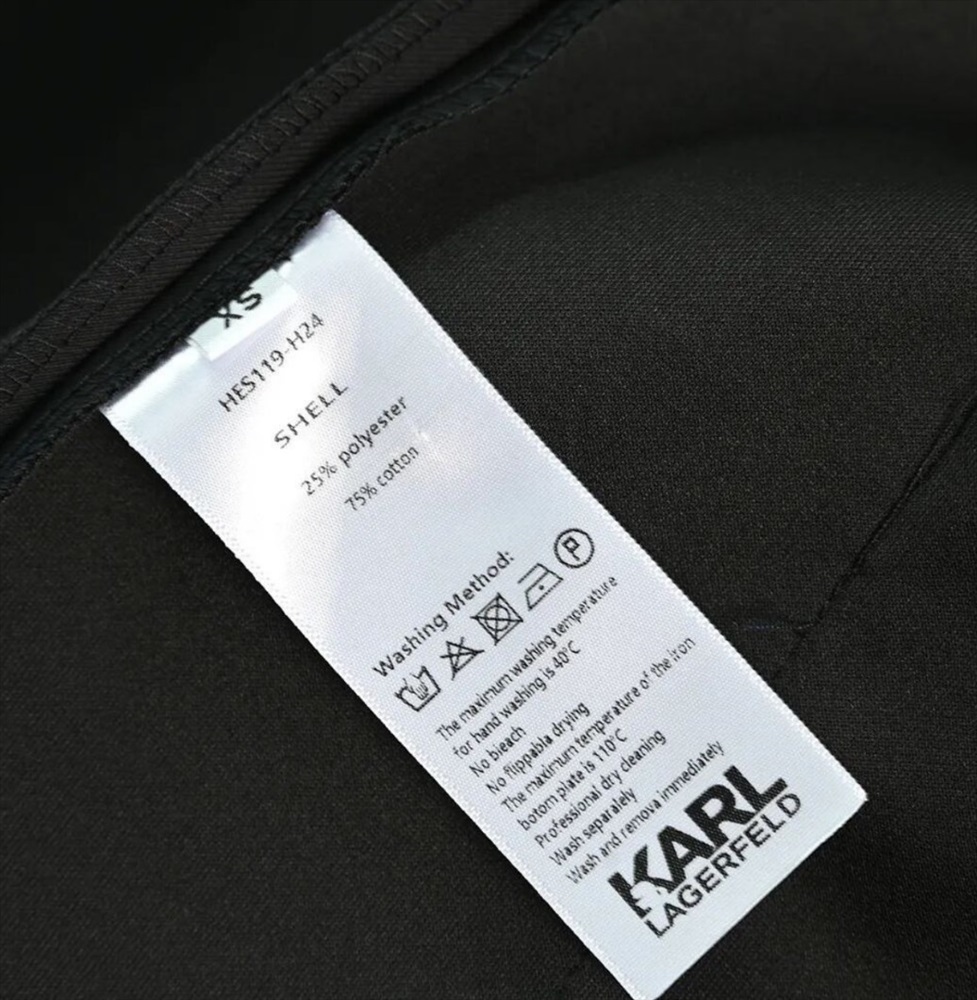 XS
HES119-H24
SHELL
25% polyester
75% cotton
Washing Method:
P
The maximum washing temperature
for hand washing is 40°C
No bleach
No flippabla drying
The maximum temperature of the iron
botom plate is 110°C
Professional dry cleaning
Wash separately
Wash and remova immediately
KARL
LAGERFELD